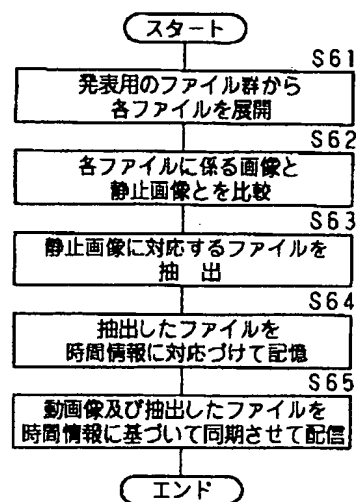 スタート
S61
発表用のファイル群から
各ファイルを展開
S62
各ファイルに係る画像と
静止画像とを比較
S63
静止画像に対応するファイルを
抽 出
S64
抽出したファイルを
時間情報に対応づけて記憶
S65
動画像及び抽出したファイルを
時間情報に基づいて同期させて配信
エンド